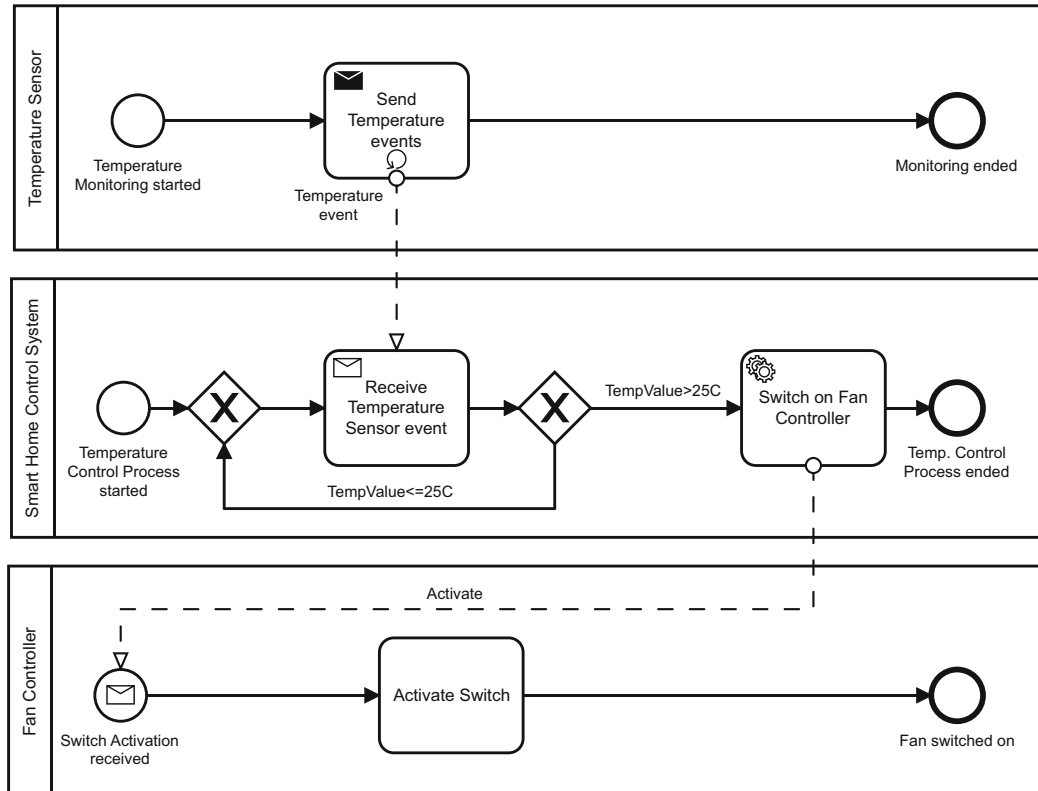 Temperature Sensor
Send
Temperature
events
Temperature
Monitoring started
Temperature
event
Monitoring ended
Smart Home Control System
Temperature
Control Process
started
X
Receive
Temperature
Sensor event
X
TempValue>25C
TempValue<=25C
Switch on Fan
Controller
Temp. Control
Process ended
Fan Controller
Activate
Switch Activation
received
Activate Switch
Fan switched on